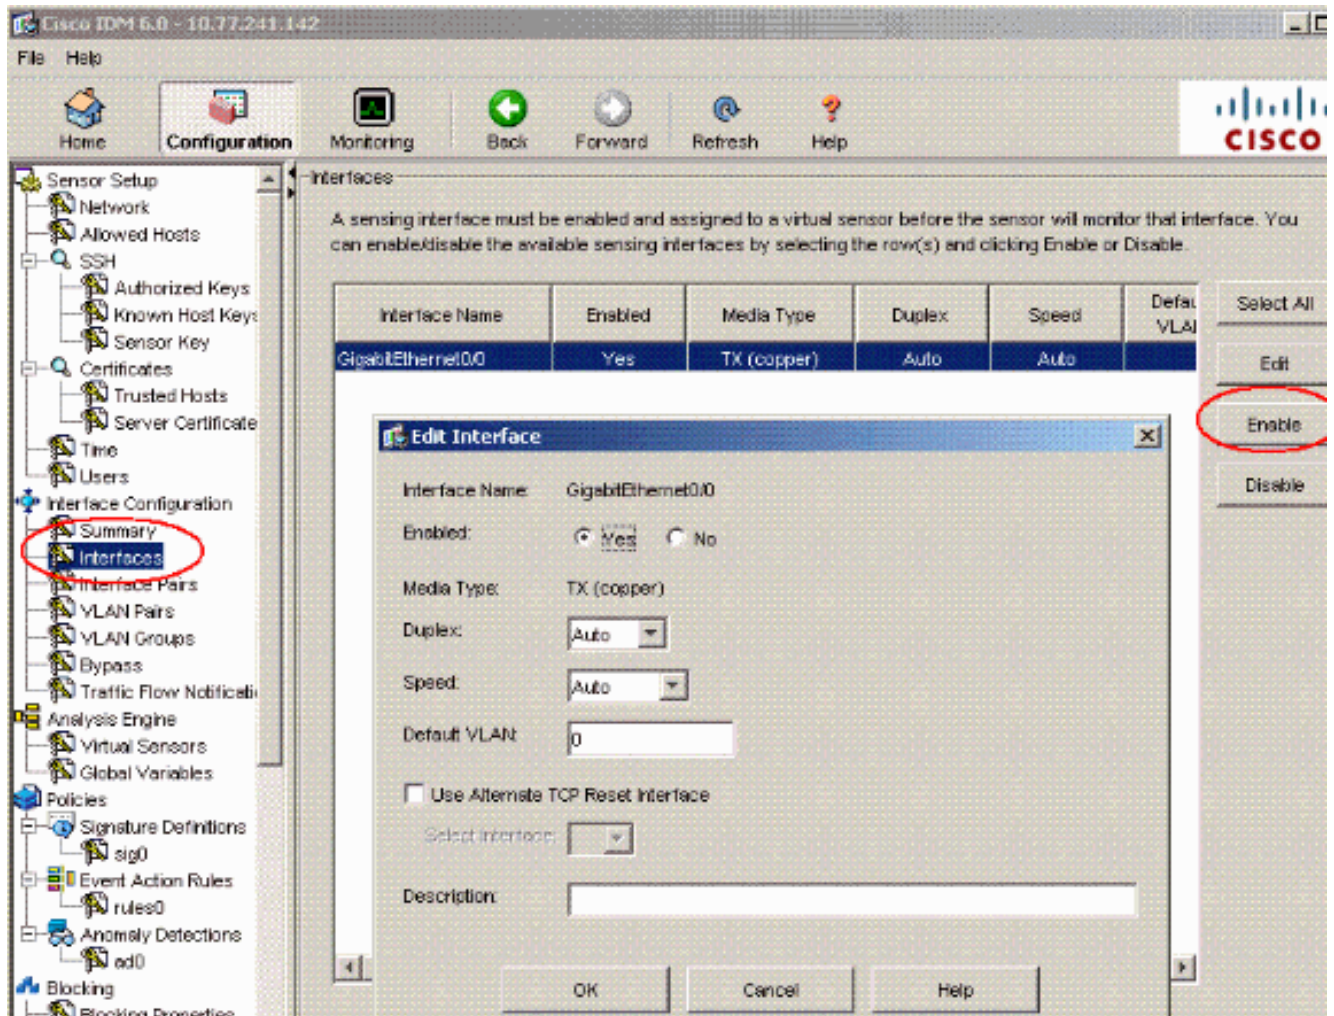 Cisco IDM 6.0 - 10.77.241.142
File Help
Home Configuration Monitoring Back Forward Refresh Help
CISCO
Sensor Setup
Network
Allowed Hosts
SSH
Authorized Keys
Known Host Keys
Sensor Key
Certificates
Trusted Hosts
Server Certificate
Time
Users
Interface Configuration
Summary
Interfaces
Interface Pairs
VLAN Pairs
VLAN Groups
Bypass
Traffic Flow Notificati
Analysis Engine
Virtual Sensors
Global Variables
Policies
Signature Definitions
sig0
Event Action Rules
rules0
Anomaly Detections
ad0
Blocking
Blocking Properties
Interfaces
A sensing interface must be enabled and assigned to a virtual sensor before the sensor will monitor that interface. You
can enable/disable the available sensing interfaces by selecting the row(s) and clicking Enable or Disable.
Interface Name Enabled Media Type Duplex Speed Defau
VLA
GigabitEthernet0/0 Yes TX (copper) Auto Auto
Select All
Edit
Enable
Disable
Edit Interface
Interface Name: GigabitEthernet0/0
Enabled: Yes No
Media Type: TX (copper)
Duplex: Auto
Speed: Auto
Default VLAN: 0
Use Alternate TCP Reset Interface
Select Interface:
Description:
OK Cancel Help